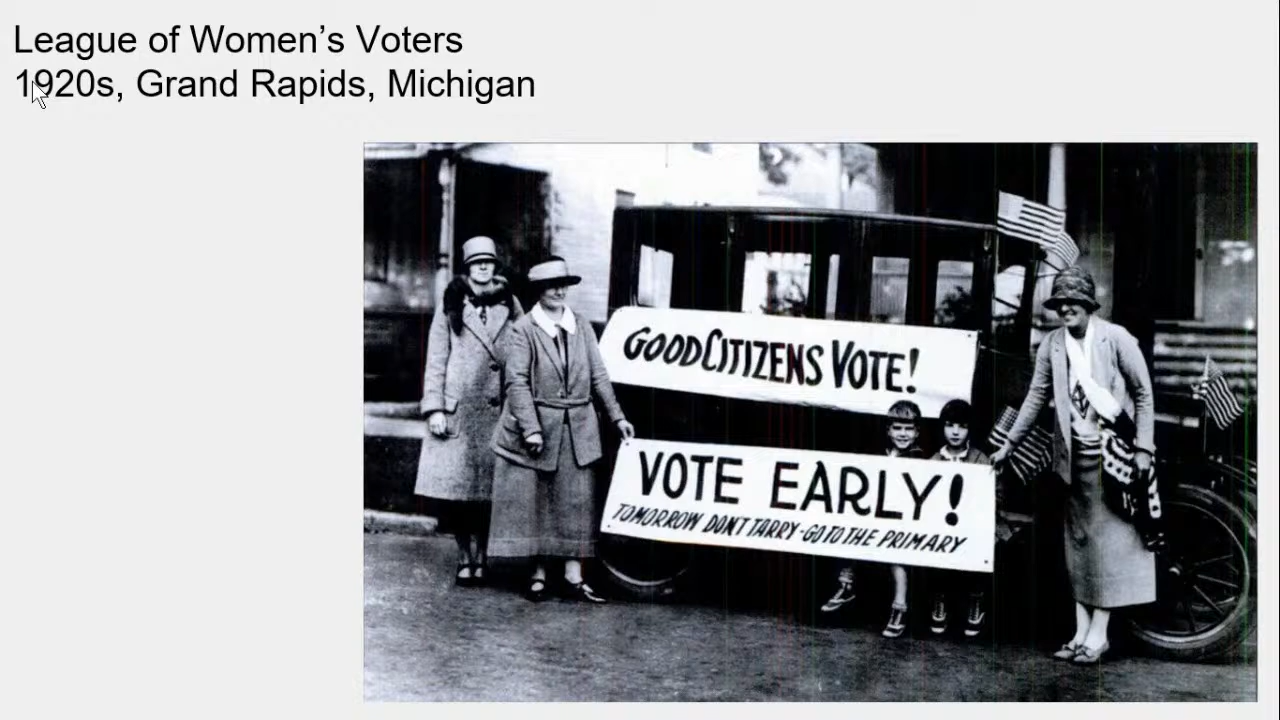 League of Women’s Voters
1920s, Grand Rapids, Michigan
GOOD CITIZENS VOTE!
VOTE EARLY!
TOMORROW DON'T TARRY-GO TO THE PRIMARY